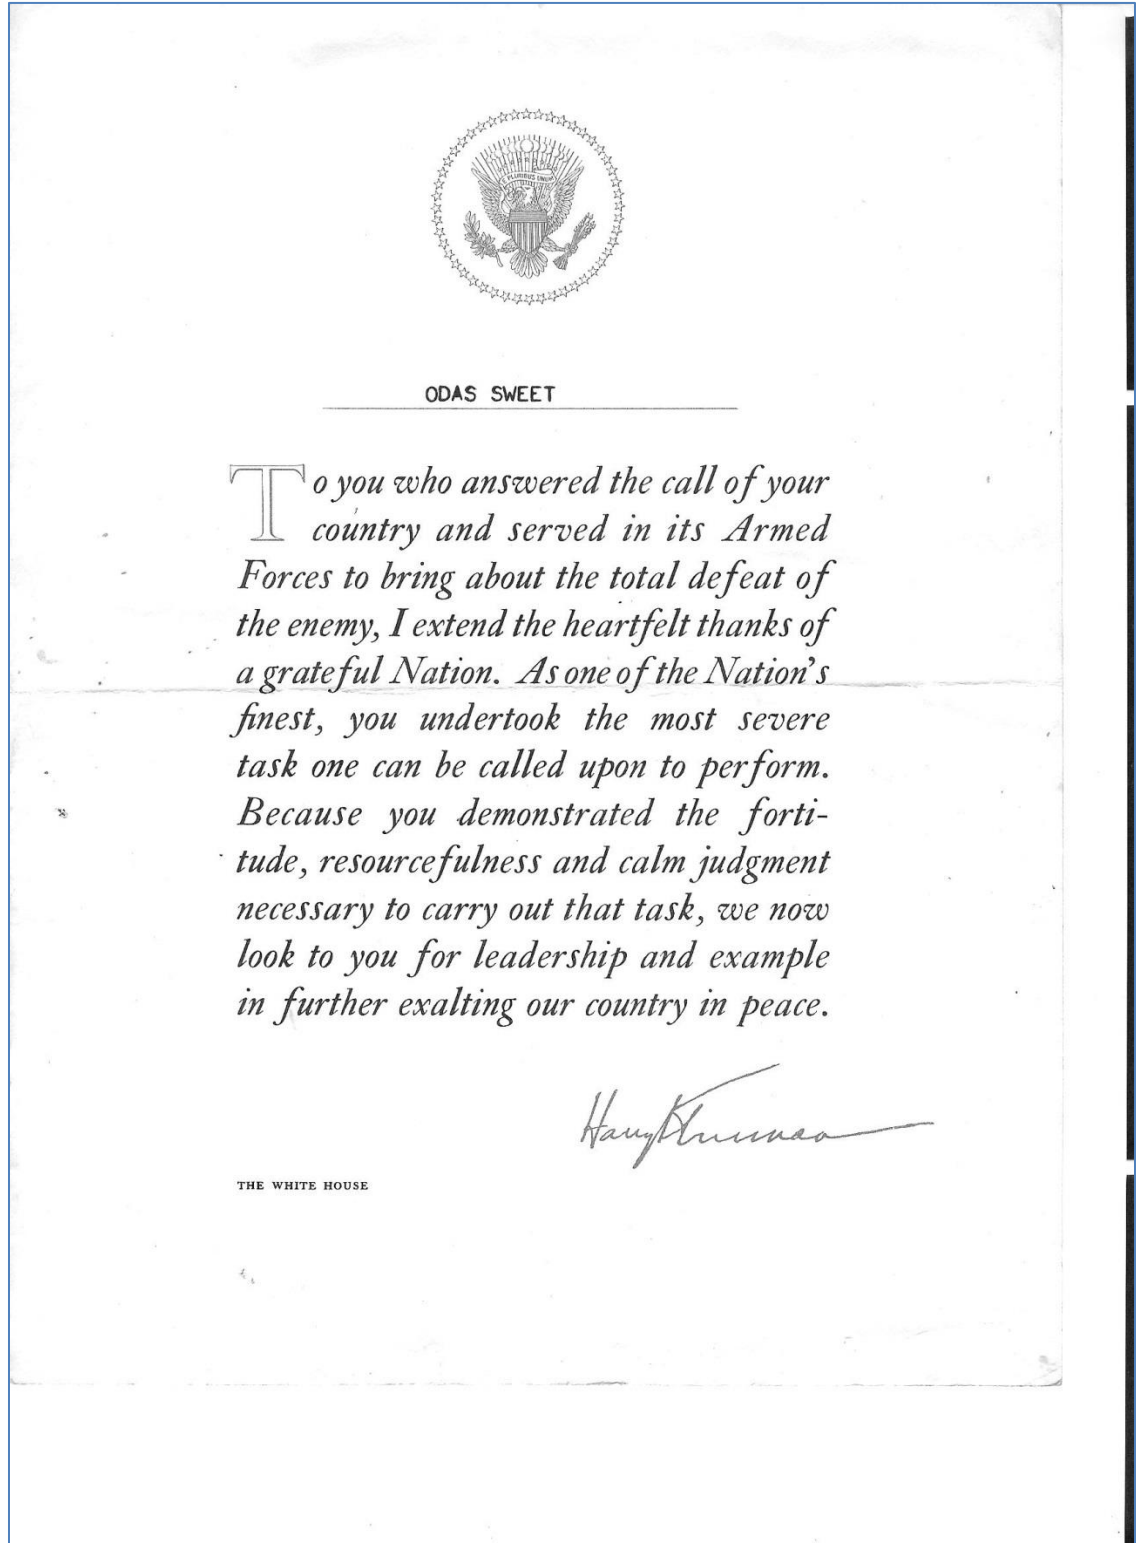 E PLURIBUS UNUM
ODAS SWEET
To you who answered the call of your
country and served in its Armed
Forces to bring about the total defeat of
the enemy, I extend the heartfelt thanks of
a grateful Nation. As one of the Nation's
finest, you undertook the most severe
task one can be called upon to perform.
Because you demonstrated the forti-
tude, resourcefulness and calm judgment
necessary to carry out that task, we now
look to you for leadership and example
in further exalting our country in peace.
Harry Truman
THE WHITE HOUSE